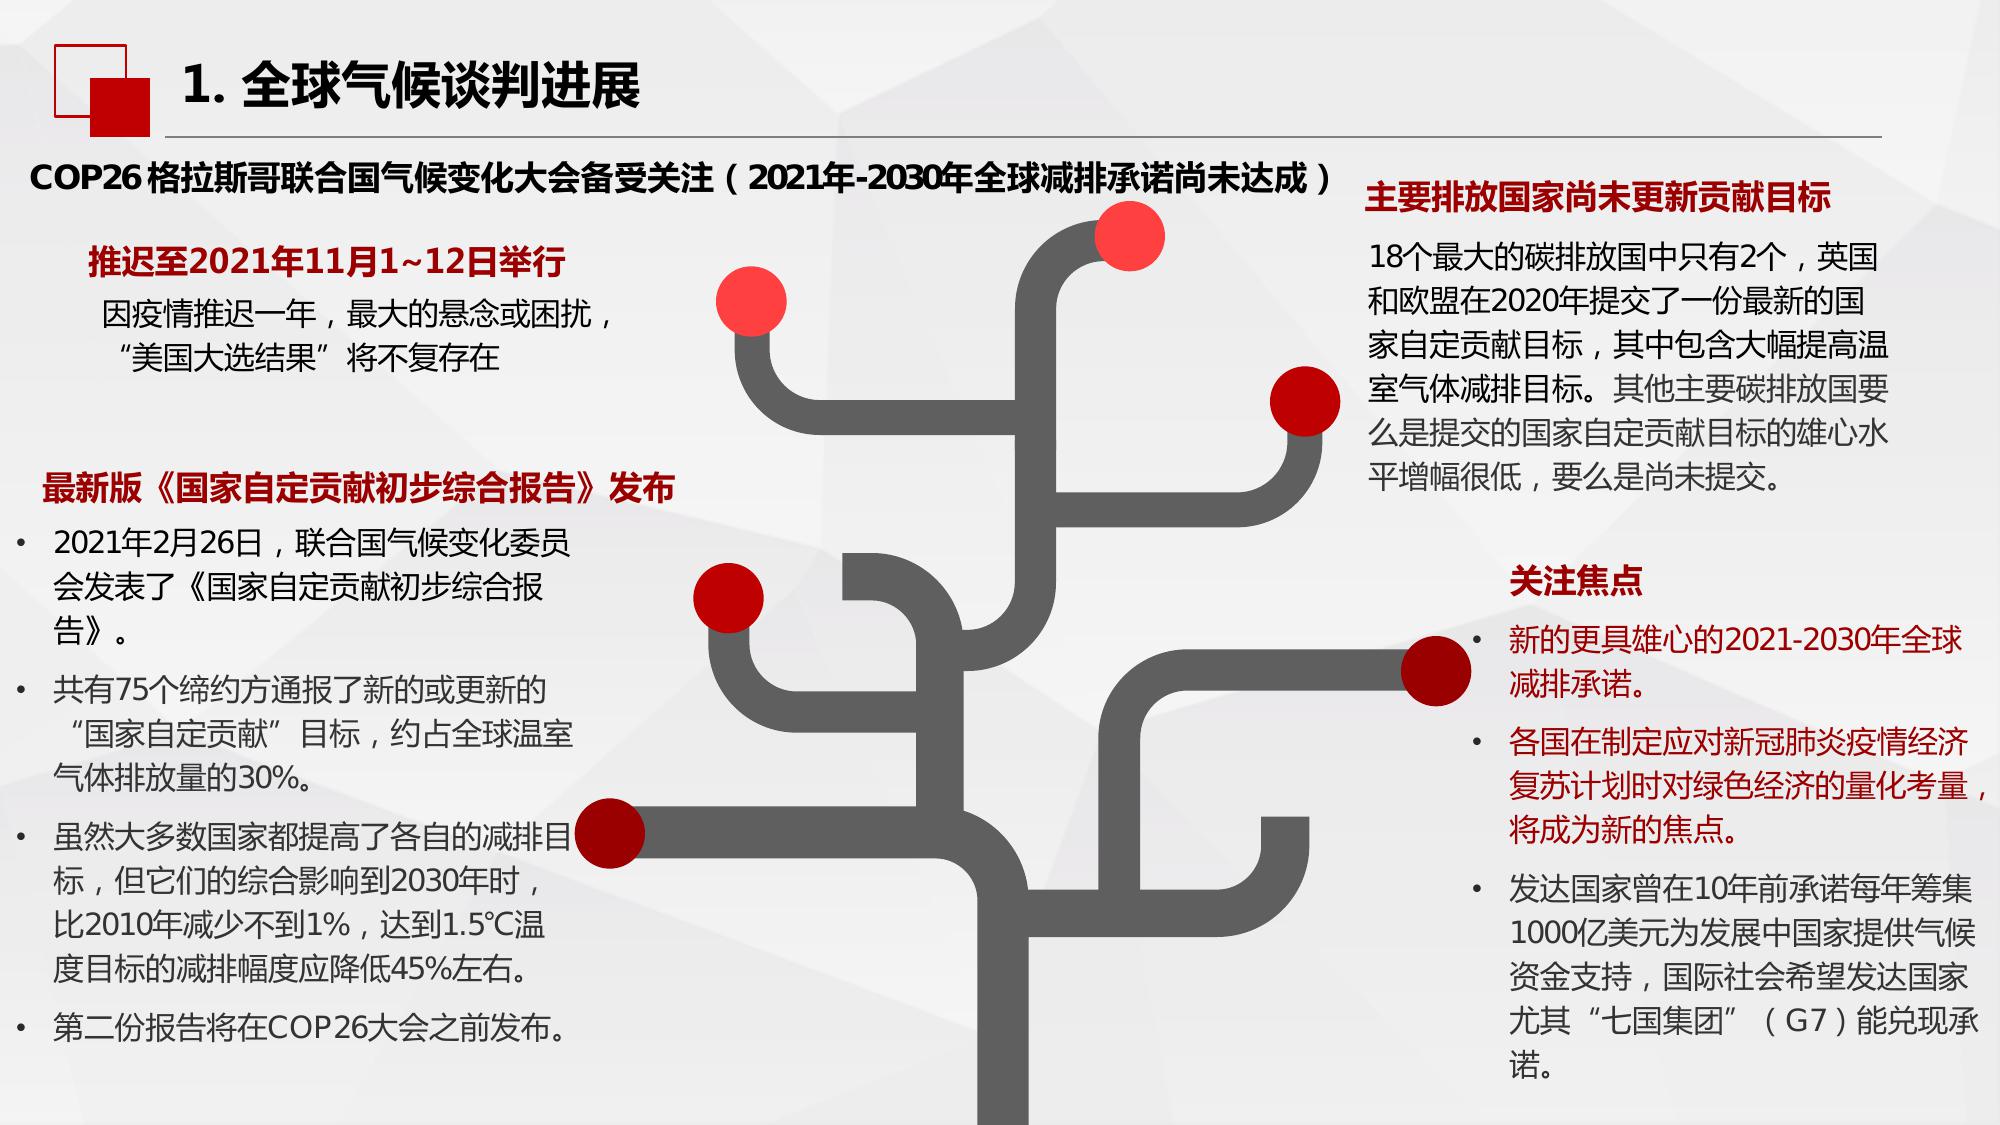 1. 全球气候谈判进展
COP26格拉斯哥联合国气候变化大会备受关注（2021年-2030年全球减排承诺尚未达成）
推迟至2021年11月1~12日举行
因疫情推迟一年，最大的悬念或困扰，
“美国大选结果”将不复存在
最新版《国家自定贡献初步综合报告》发布
• 2021年2月26日，联合国气候变化委员
会发表了《国家自定贡献初步综合报
告》。
• 共有75个缔约方通报了新的或更新的
“国家自定贡献”目标，约占全球温室
气体排放量的30%。
• 虽然大多数国家都提高了各自的减排目
标，但它们的综合影响到2030年时，
比2010年减少不到1%，达到1.5℃温
度目标的减排幅度应降低45%左右。
• 第二份报告将在COP26大会之前发布。
主要排放国家尚未更新贡献目标
18个最大的碳排放国中只有2个，英国
和欧盟在2020年提交了一份最新的国
家自定贡献目标，其中包含大幅提高温
室气体减排目标。其他主要碳排放国要
么是提交的国家自定贡献目标的雄心水
平增幅很低，要么是尚未提交。
关注焦点
• 新的更具雄心的2021-2030年全球
减排承诺。
• 各国在制定应对新冠肺炎疫情经济
复苏计划时对绿色经济的量化考量，
将成为新的焦点。
• 发达国家曾在10年前承诺每年筹集
1000亿美元为发展中国家提供气候
资金支持，国际社会希望发达国家
尤其“七国集团”（G7）能兑现承
诺。